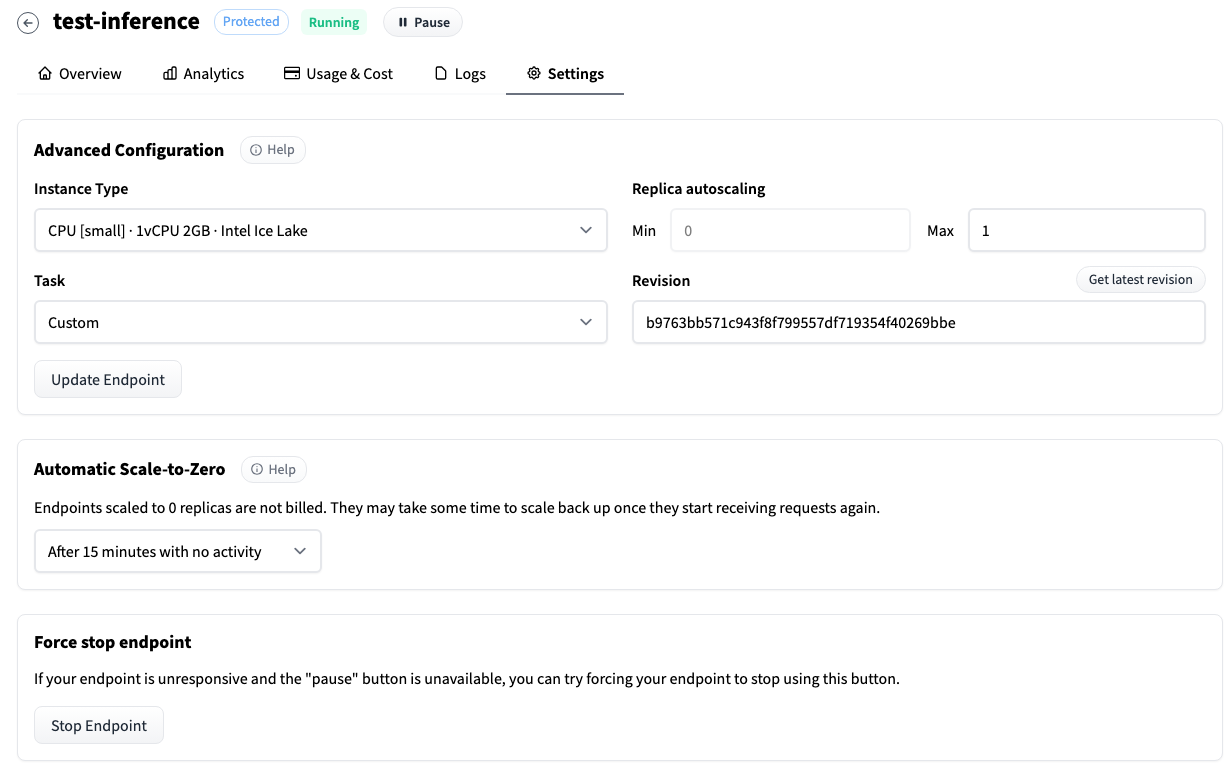 test-inference Protected Running Pause
Overview Analytics Usage & Cost Logs Settings
Advanced Configuration Help
Instance Type
CPU [small] · 1vCPU 2GB · Intel Ice Lake
Replica autoscaling
Min 0 Max 1
Task
Custom
Revision Get latest revision
b9763bb571c943f8f799557df719354f40269bbe
Update Endpoint
Automatic Scale-to-Zero Help
Endpoints scaled to 0 replicas are not billed. They may take some time to scale back up once they start receiving requests again.
After 15 minutes with no activity
Force stop endpoint
If your endpoint is unresponsive and the "pause" button is unavailable, you can try forcing your endpoint to stop using this button.
Stop Endpoint